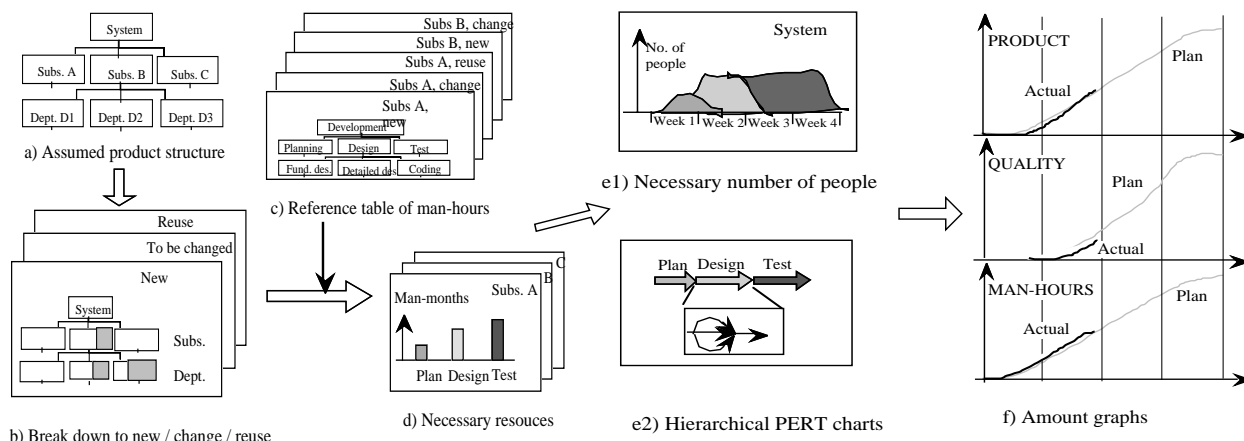 System
Subs. A
Subs. B
Subs. C
Dept. D1
Dept. D2
Dept. D3
a) Assumed product structure
Reuse
To be changed
New
System
Subs.
Dept.
b) Break down to new / change / reuse
Subs B, change
Subs B, new
Subs A, reuse
Subs A, change
Subs A,
new
Development
Planning
Design
Test
Fund. des.
Detailed des
Coding
c) Reference table of man-hours
C
B
Subs. A
Man-months
Plan Design Test
d) Necessary resouces
System
No. of
people
Week 1
Week 2
Week 3
Week 4
e1) Necessary number of people
Plan
Design
Test
e2) Hierarchical PERT charts
PRODUCT
Plan
Actual
QUALITY
Plan
Actual
MAN-HOURS
Plan
Actual
f) Amount graphs